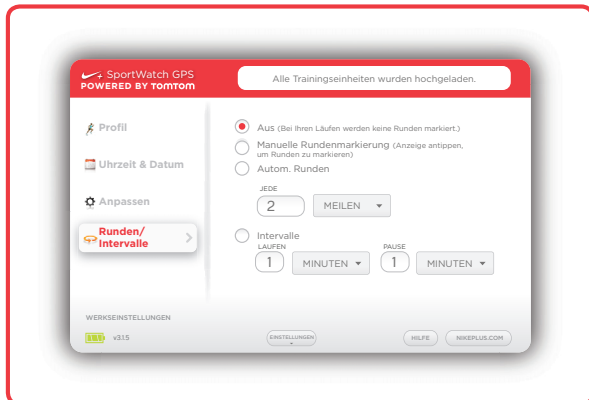 SportWatch GPS
POWERED BY TOMTOM
Alle Trainingseinheiten wurden hochgeladen.
Profil
Uhrzeit & Datum
Anpassen
Runden/
Intervalle
Aus (Bei Ihren Läufen werden keine Runden markiert.)
Manuelle Rundenmarkierung (Anzeige antippen,
um Runden zu markieren)
Autom. Runden
JEDE
2 MEILEN
Intervalle
LAUFEN PAUSE
1 MINUTEN 1 MINUTEN
WERKSEINSTELLUNGEN
v3.1.5 EINSTELLUNGEN HILFE NIKEPLUS.COM